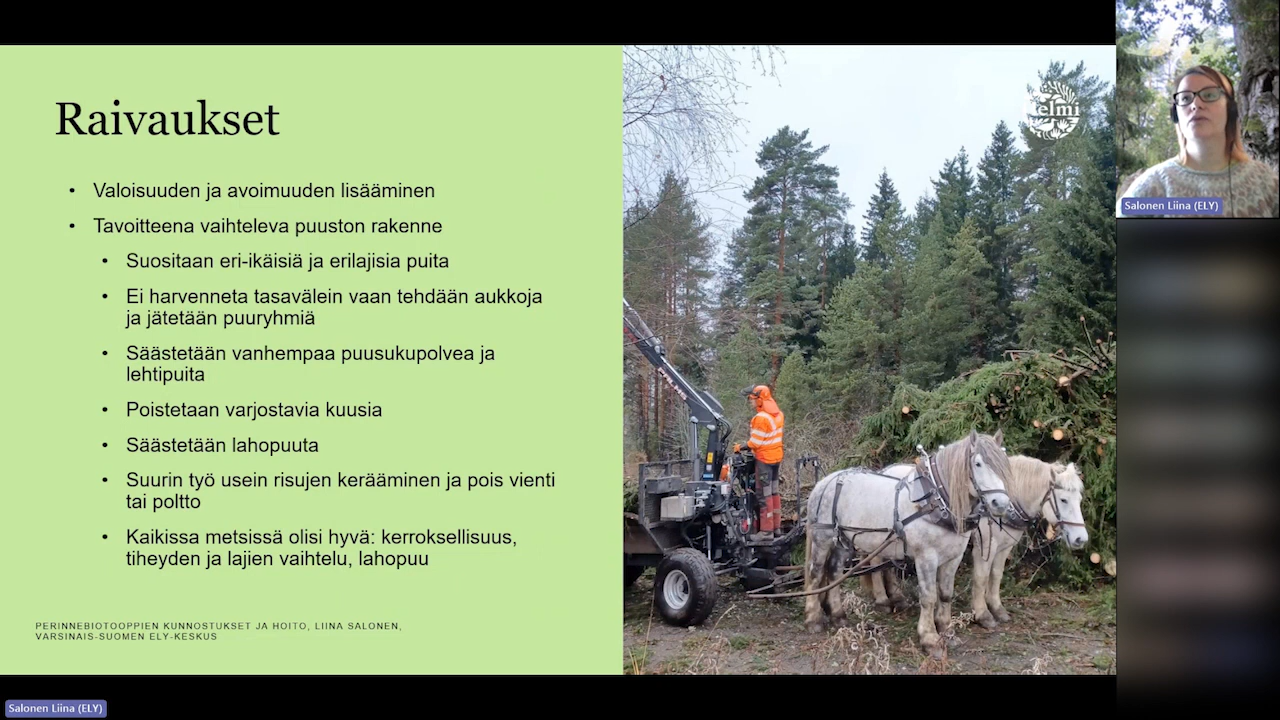 Raivaukset
• Valoisuuden ja avoimuuden lisääminen
• Tavoitteena vaihteleva puuston rakenne
• Suositaan eri-ikäisiä ja erilajisia puita
• Ei harvenneta tasavälein vaan tehdään aukkoja
ja jätetään puuryhmiä
• Säästetään vanhempaa puusukupolvea ja
lehtipuita
• Poistetaan varjostavia kuusia
• Säästetään lahopuuta
• Suurin työ usein risujen kerääminen ja pois vienti
tai poltto
• Kaikissa metsissä olisi hyvä: kerroksellisuus,
tiheyden ja lajien vaihtelu, lahopuu
PERINNEBIOTOOPPIEN KUNNOSTUKSET JA HOITO, LIINA SALONEN,
VARSINAIS-SUOMEN ELY-KESKUS
elmi
Salonen Liina (ELY)
Salonen Liina (ELY)